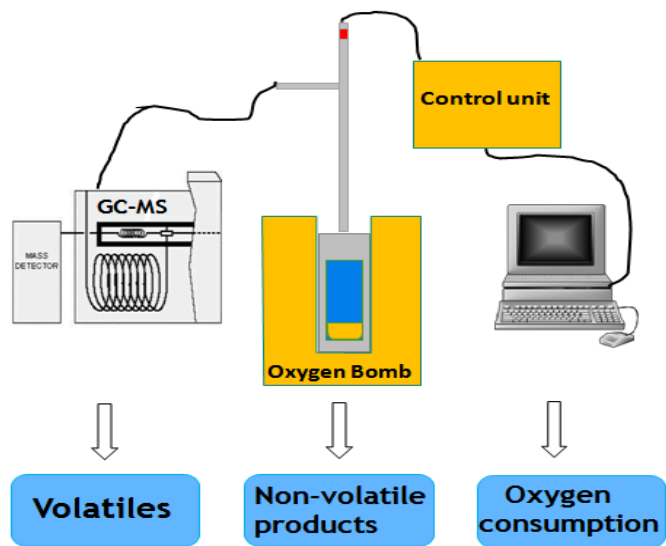 Control unit
GC-MS
MASS
DETECTOR
Oxygen Bomb
Volatiles
Non-volatile
products
Oxygen
consumption